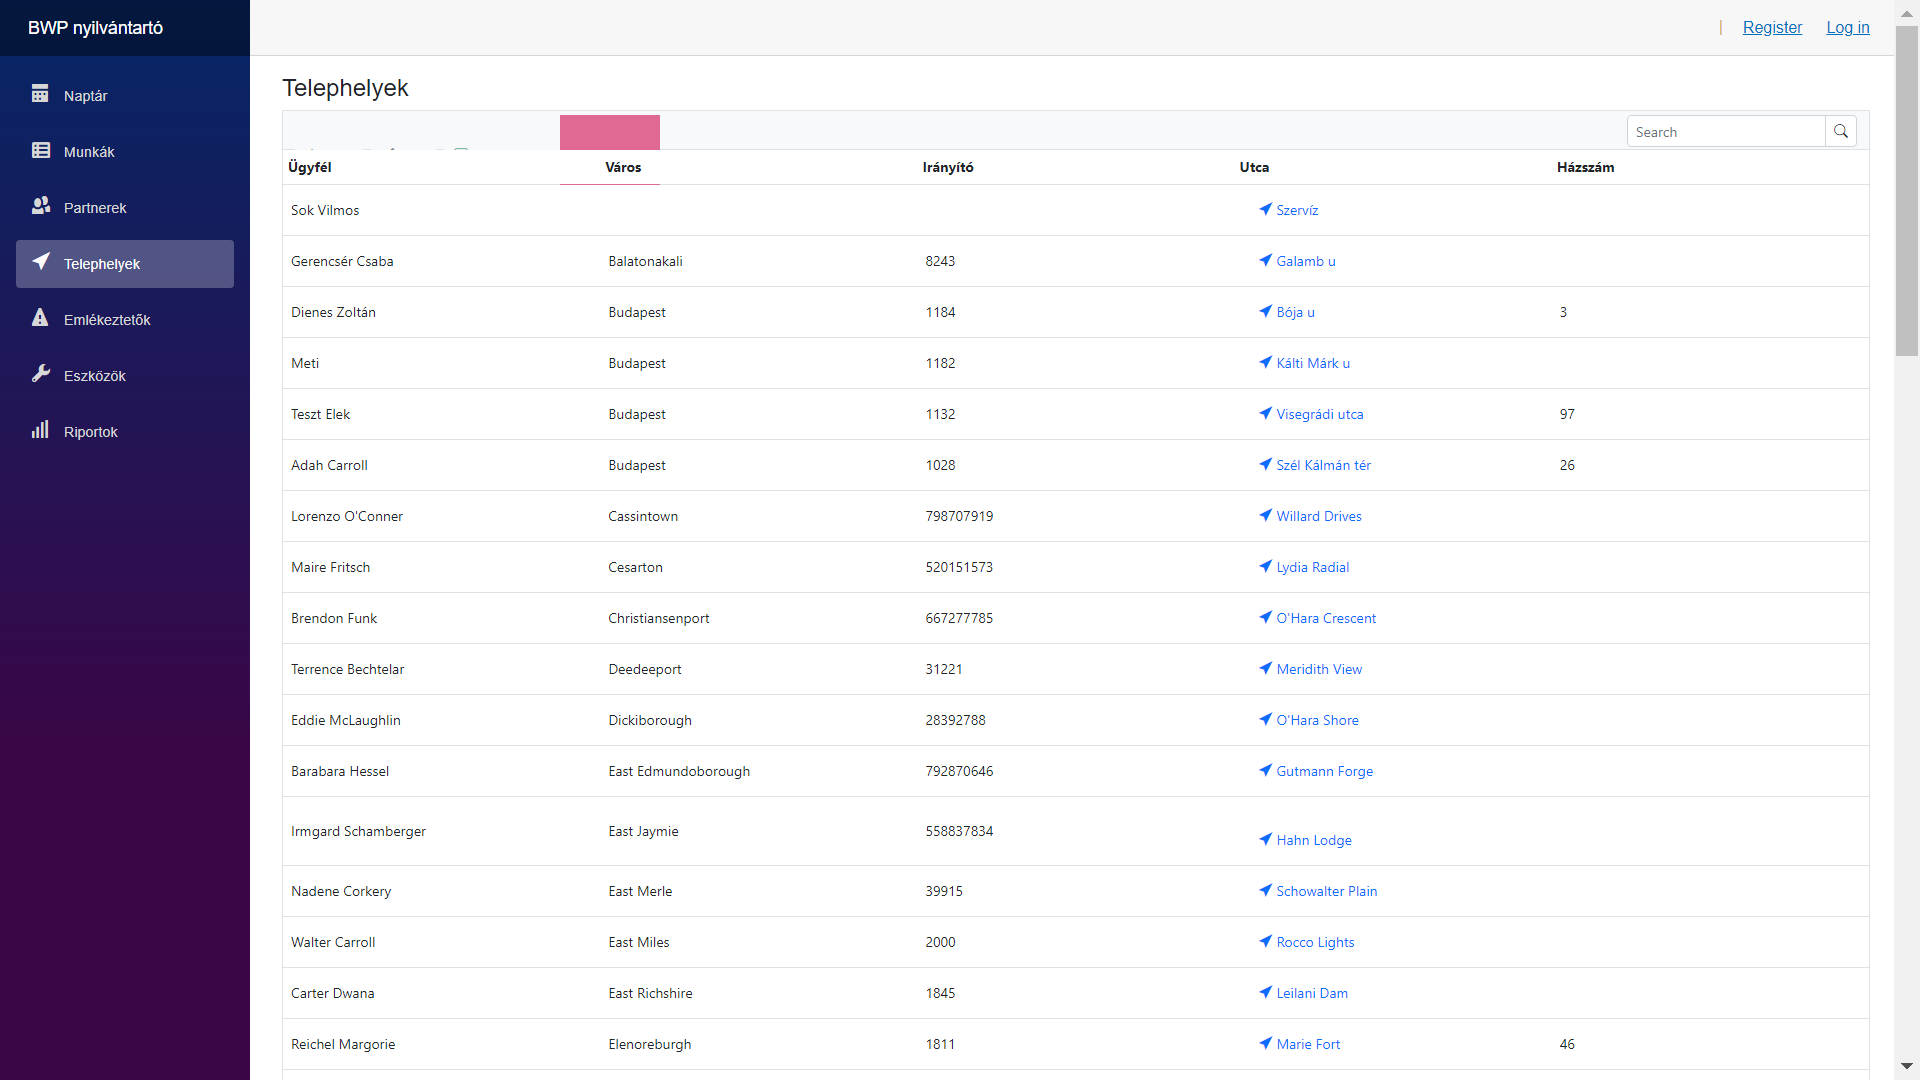 BWP nyilvántartó
| Register Log in
Naptár
Munkák
Partnerek
Telephelyek
Emlékeztetők
Eszközök
Riportok
Telephelyek
Search
Ügyfél Város Irányító Utca Házszám
Sok Vilmos Szervíz
Gerencsér Csaba Balatonakali 8243 Galamb u
Dienes Zoltán Budapest 1184 Bója u 3
Meti Budapest 1182 Kálti Márk u
Teszt Elek Budapest 1132 Visegrádi utca 97
Adah Carroll Budapest 1028 Szél Kálmán tér 26
Lorenzo O'Conner Cassintown 798707919 Willard Drives
Maire Fritsch Cesarton 520151573 Lydia Radial
Brendon Funk Christiansenport 667277785 O'Hara Crescent
Terrence Bechtelar Deedeeport 31221 Meridith View
Eddie McLaughlin Dickiborough 28392788 O'Hara Shore
Barabara Hessel East Edmundoborough 792870646 Gutmann Forge
Irmgard Schamberger East Jaymie 558837834 Hahn Lodge
Nadene Corkery East Merle 39915 Schowalter Plain
Walter Carroll East Miles 2000 Rocco Lights
Carter Dwana East Richshire 1845 Leilani Dam
Reichel Margorie Elenoreburgh 1811 Marie Fort 46